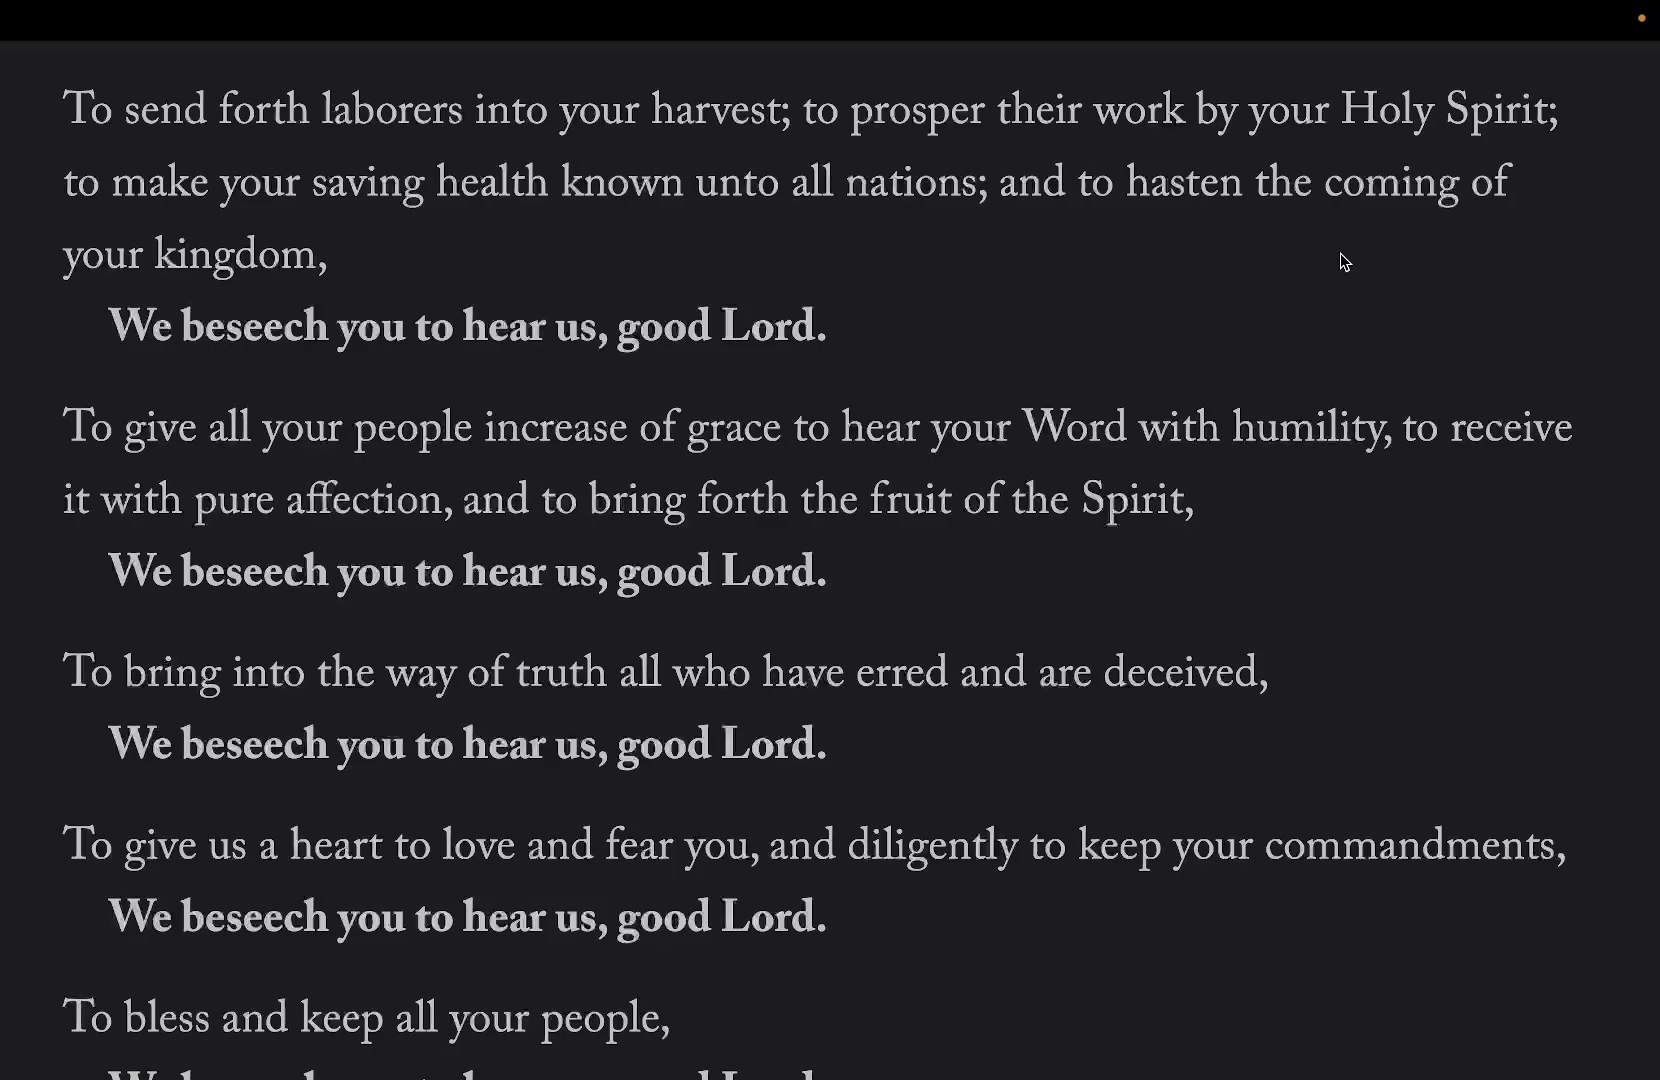 To send forth laborers into your harvest; to prosper their work by your Holy Spirit;
to make your saving health known unto all nations; and to hasten the coming of
your kingdom,
We beseech you to hear us, good Lord.
To give all your people increase of grace to hear your Word with humility, to receive
it with pure affection, and to bring forth the fruit of the Spirit,
We beseech you to hear us, good Lord.
To bring into the way of truth all who have erred and are deceived,
We beseech you to hear us, good Lord.
To give us a heart to love and fear you, and diligently to keep your commandments,
We beseech you to hear us, good Lord.
To bless and keep all your people,